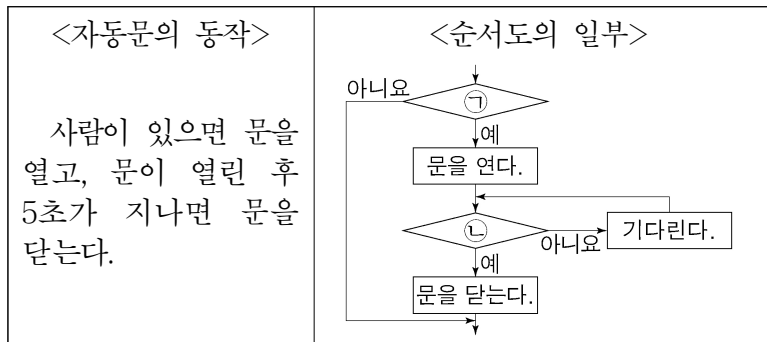 <자동문의 동작>
사람이 있으면 문을
열고, 문이 열린 후
5초가 지나면 문을
닫는다.
<순서도의 일부>
아니요
㉠
예
문을 연다.
㉡
아니요
기다린다.
예
문을 닫는다.